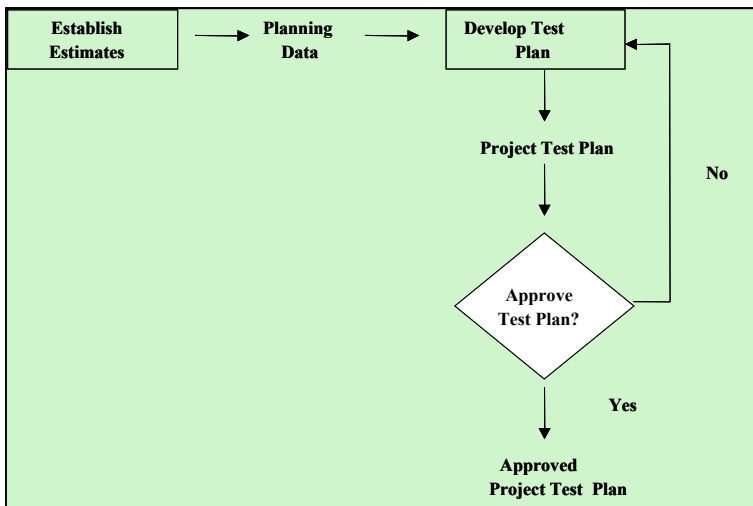 Establish
Estimates
Planning
Data
Develop Test
Plan
Project Test Plan
No
Approve
Test Plan?
Yes
Approved
Project Test Plan